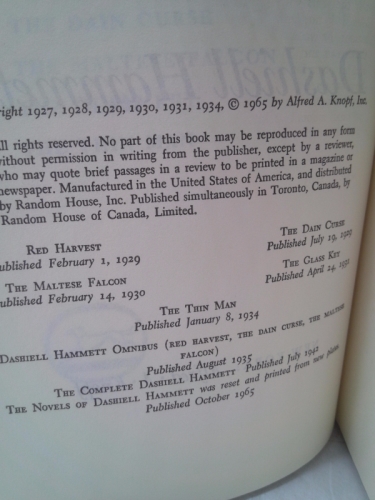 right 1927, 1928, 1929, 1930, 1931, 1934, © 1965 by Alfred A. Knopf, Inc.
ll rights reserved. No part of this book may be reproduced in any form
without permission in writing from the publisher, except by a reviewer,
who may quote brief passages in a review to be printed in a magazine or
newspaper. Manufactured in the United States of America, and distributed
by Random House, Inc. Published simultaneously in Toronto, Canada, by
Random House of Canada, Limited.
RED HARVEST
ublished February 1, 1929
THE DAIN CURSE
Published July 19, 1929
THE MALTESE FALCON
ublished February 14, 1930
THE GLASS KEY
Published April 24, 1931
THE THIN MAN
Published January 8, 1934
DASHIELL HAMMETT OMNIBUS (RED HARVEST, THE DAIN CURSE, THE MALTESE
FALCON)
Published August 1935
THE COMPLETE DASHIELL HAMMETT Published July 1942
THE NOVELS OF DASHIELL HAMMETT was reset and printed from new plates
Published October 1965